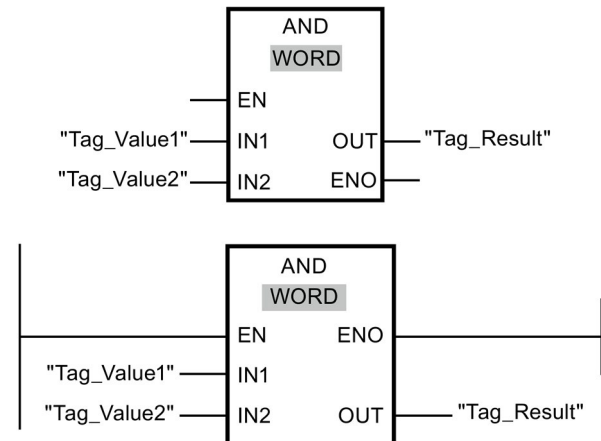 AND
WORD
EN
"Tag_Value1" IN1 OUT "Tag_Result"
"Tag_Value2" IN2 ENO
AND
WORD
EN ENO
"Tag_Value1" IN1
"Tag_Value2" IN2 OUT "Tag_Result"